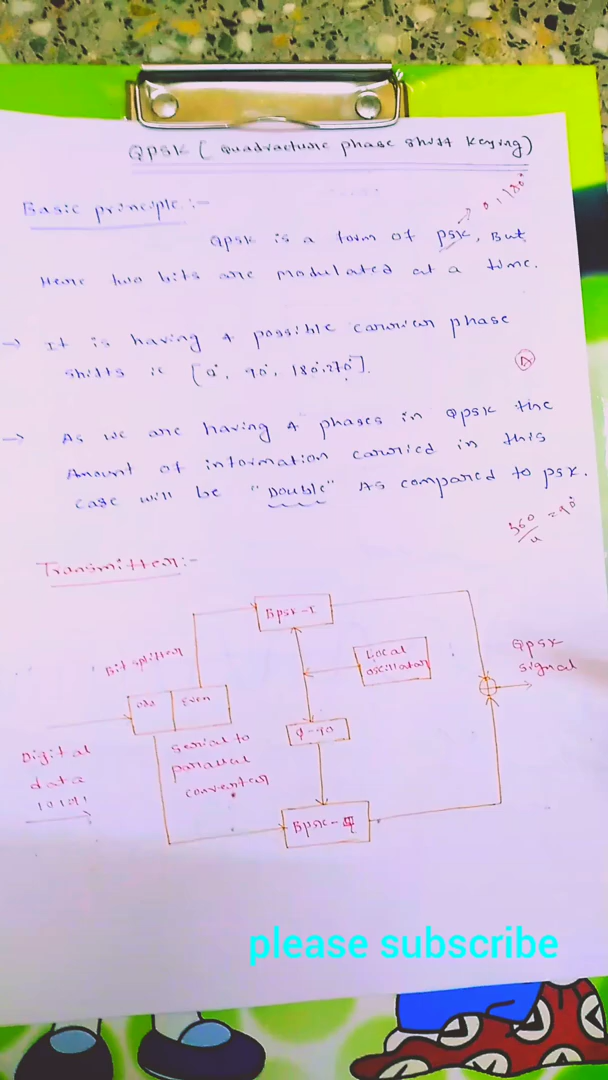 QPSK ( Quadracture phase shift keying)
Basic principle :-
0, 180°
QPSK is a form of PSK, But
Here two bits are modulated at a time.
→ It is having 4 possible carrier phase
shifts ie [0°, 90°, 180°, 270°].
A
→ As we are having 4 phases in QPSK the
Amount of information carried in this
case will be "Double" As compared to PSK.
360/4 = 90°
Transmitter :-
BPSK-I
Bit splitter
Local oscillator
QPSK signal
odd
Even
Φ-90
Serial to
parallel
converter
Digital
data
10101
BPSK-II
please subscribe